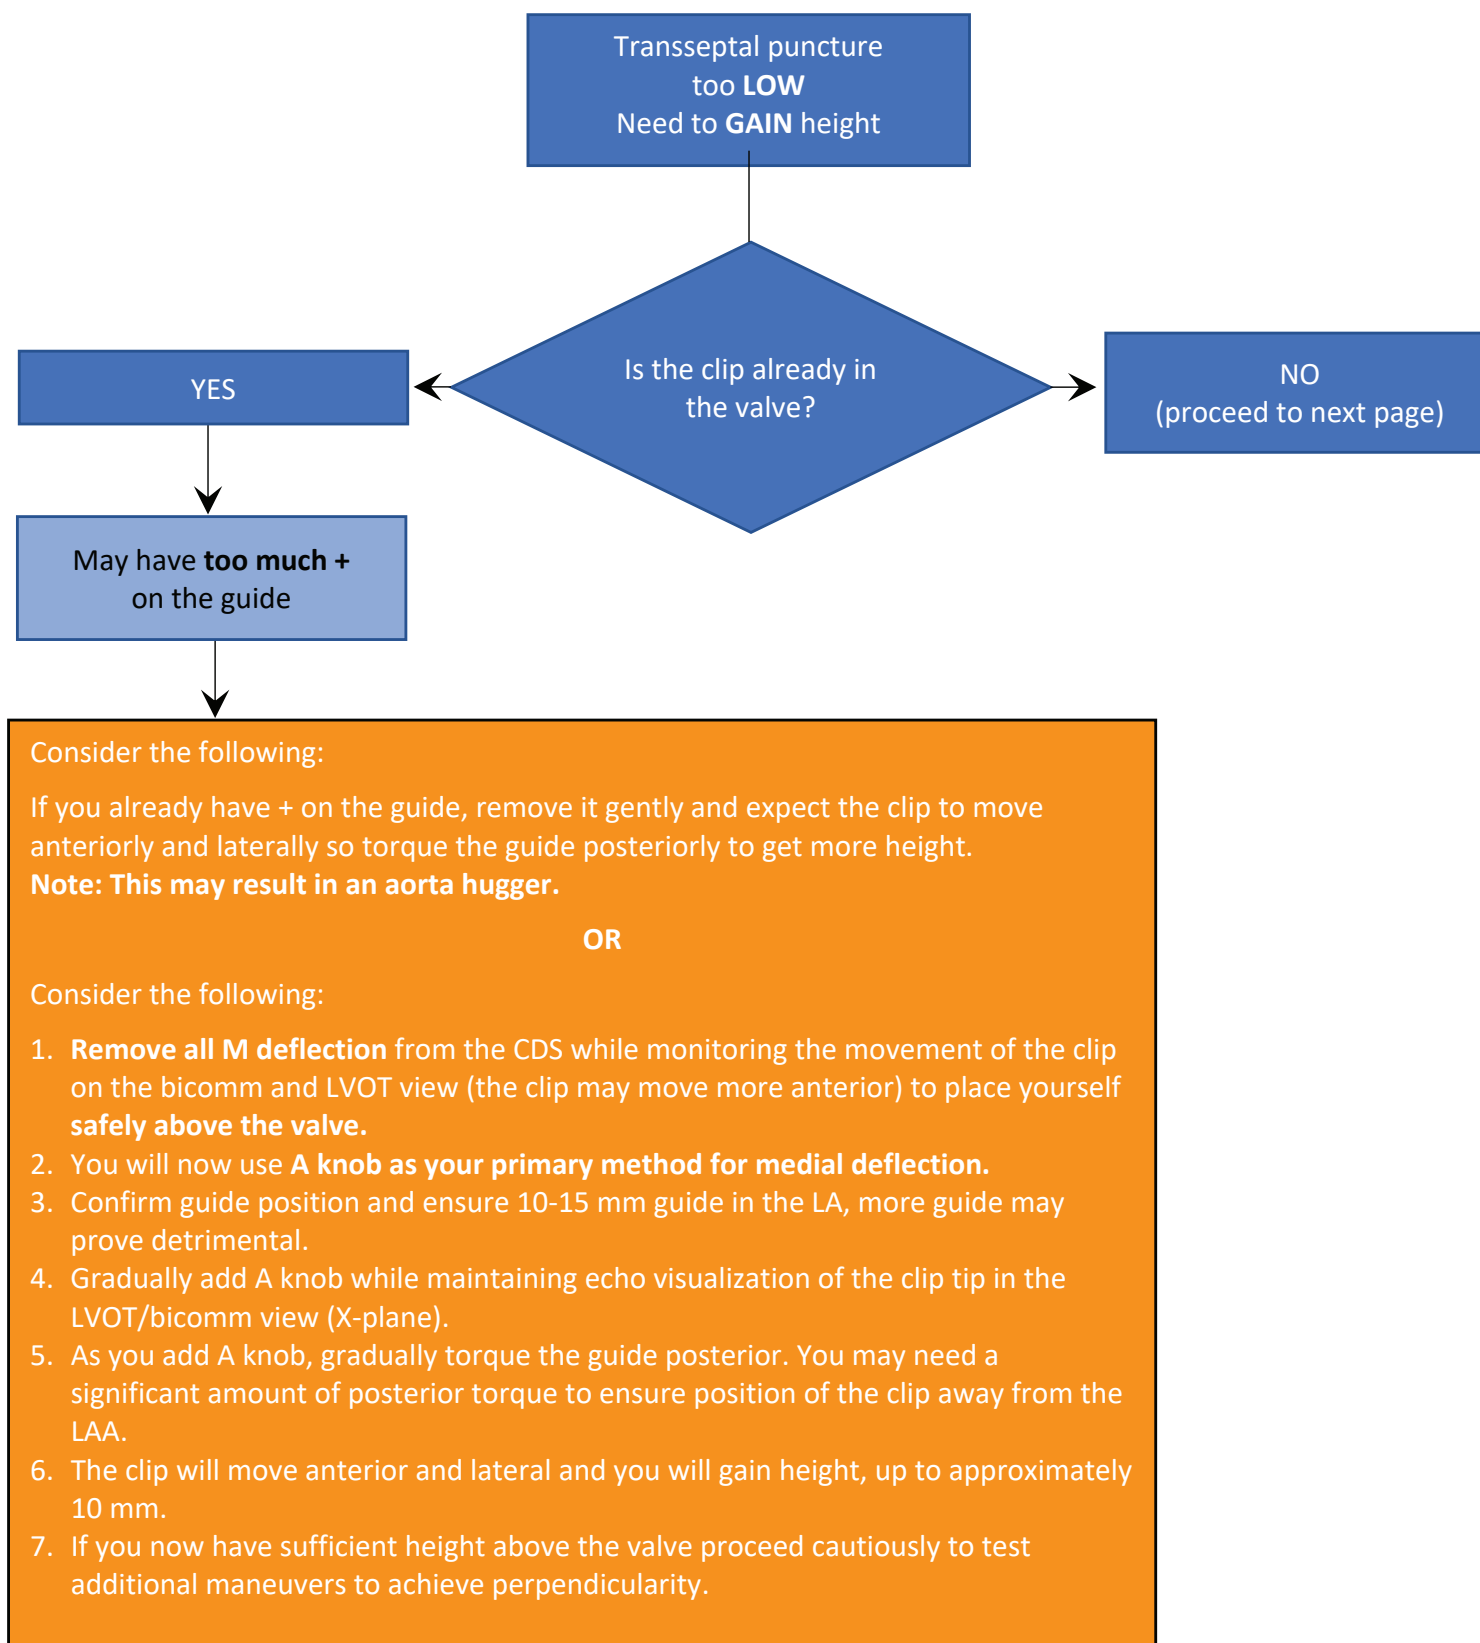 Transseptal puncture
too LOW
Need to GAIN height
Is the clip already in
the valve?
YES
NO
(proceed to next page)
May have too much +
on the guide
Consider the following:
If you already have + on the guide, remove it gently and expect the clip to move
anteriorly and laterally so torque the guide posteriorly to get more height.
Note: This may result in an aorta hugger.
OR
Consider the following:
1. Remove all M deflection from the CDS while monitoring the movement of the clip
on the bicomm and LVOT view (the clip may move more anterior) to place yourself
safely above the valve.
2. You will now use A knob as your primary method for medial deflection.
3. Confirm guide position and ensure 10-15 mm guide in the LA, more guide may
prove detrimental.
4. Gradually add A knob while maintaining echo visualization of the clip tip in the
LVOT/bicomm view (X-plane).
5. As you add A knob, gradually torque the guide posterior. You may need a
significant amount of posterior torque to ensure position of the clip away from the
LAA.
6. The clip will move anterior and lateral and you will gain height, up to approximately
10 mm.
7. If you now have sufficient height above the valve proceed cautiously to test
additional maneuvers to achieve perpendicularity.